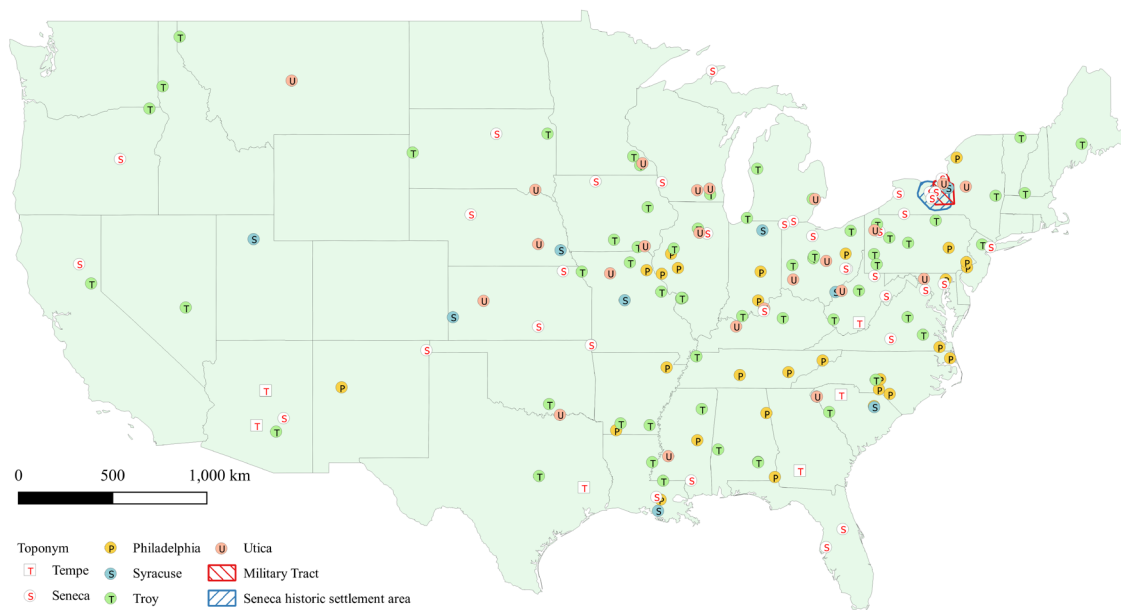 0 500 1,000 km
Toponym
T Tempe
S Seneca
P Philadelphia
S Syracuse
T Troy
U Utica
Military Tract
Seneca historic settlement area